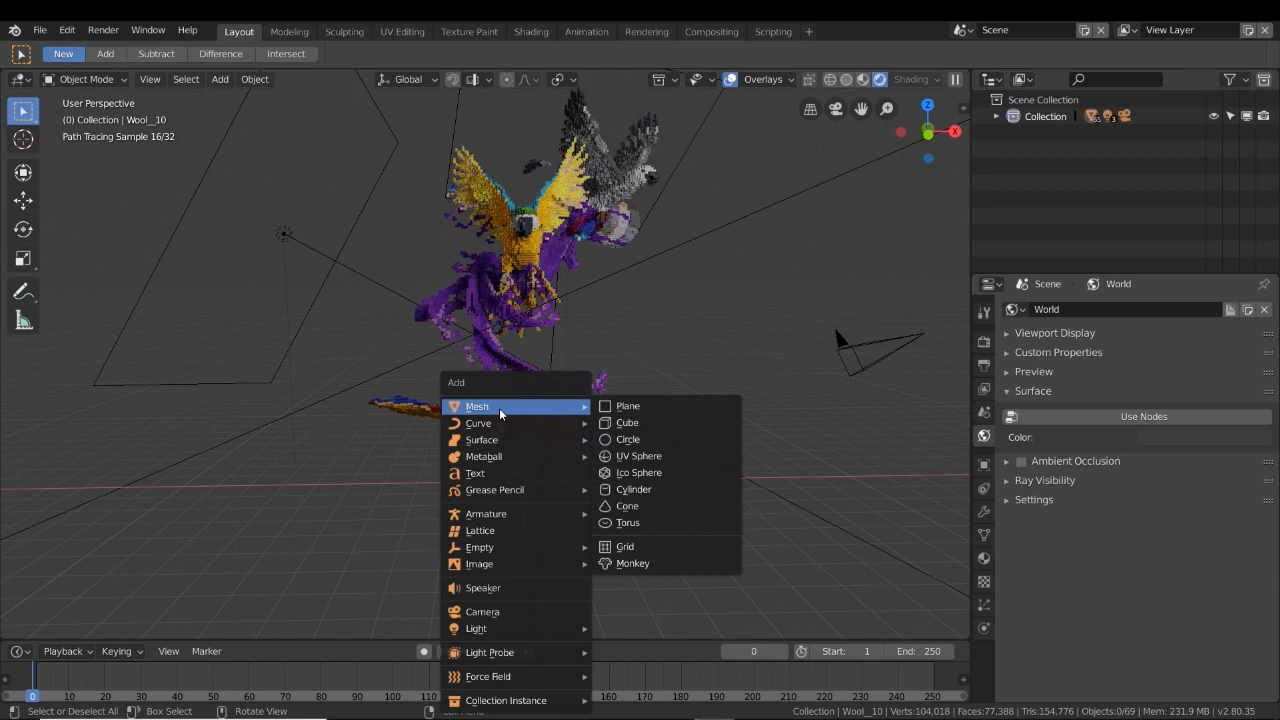 File Edit Render Window Help Layout Modeling Sculpting UV Editing Texture Paint Shading Animation Rendering Compositing Scripting + Scene View Layer
New Add Subtract Difference Intersect
Object Mode View Select Add Object Global Overlays Shading
User Perspective
(0) Collection | Wool__10
Path Tracing Sample 16/32
Z
X
Scene Collection
Collection 65 3
Scene World
World
Viewport Display
Custom Properties
Preview
Surface
Use Nodes
Color:
Ambient Occlusion
Ray Visibility
Settings
Add
Mesh
Curve
Surface
Metaball
Text
Grease Pencil
Armature
Lattice
Empty
Image
Speaker
Camera
Light
Light Probe
Force Field
Collection Instance
Plane
Cube
Circle
UV Sphere
Ico Sphere
Cylinder
Cone
Torus
Grid
Monkey
Playback Keying View Marker 0 Start: 1 End: 250
0 10 20 30 40 50 60 70 80 90 100 110 160 170 180 190 200 210 220 230 240 250
Select or Deselect All Box Select Rotate View Collection | Wool__10 | Verts:104,018 | Faces:77,388 | Tris:154,776 | Objects:0/69 | Mem: 231.9 MB | v2.80.35